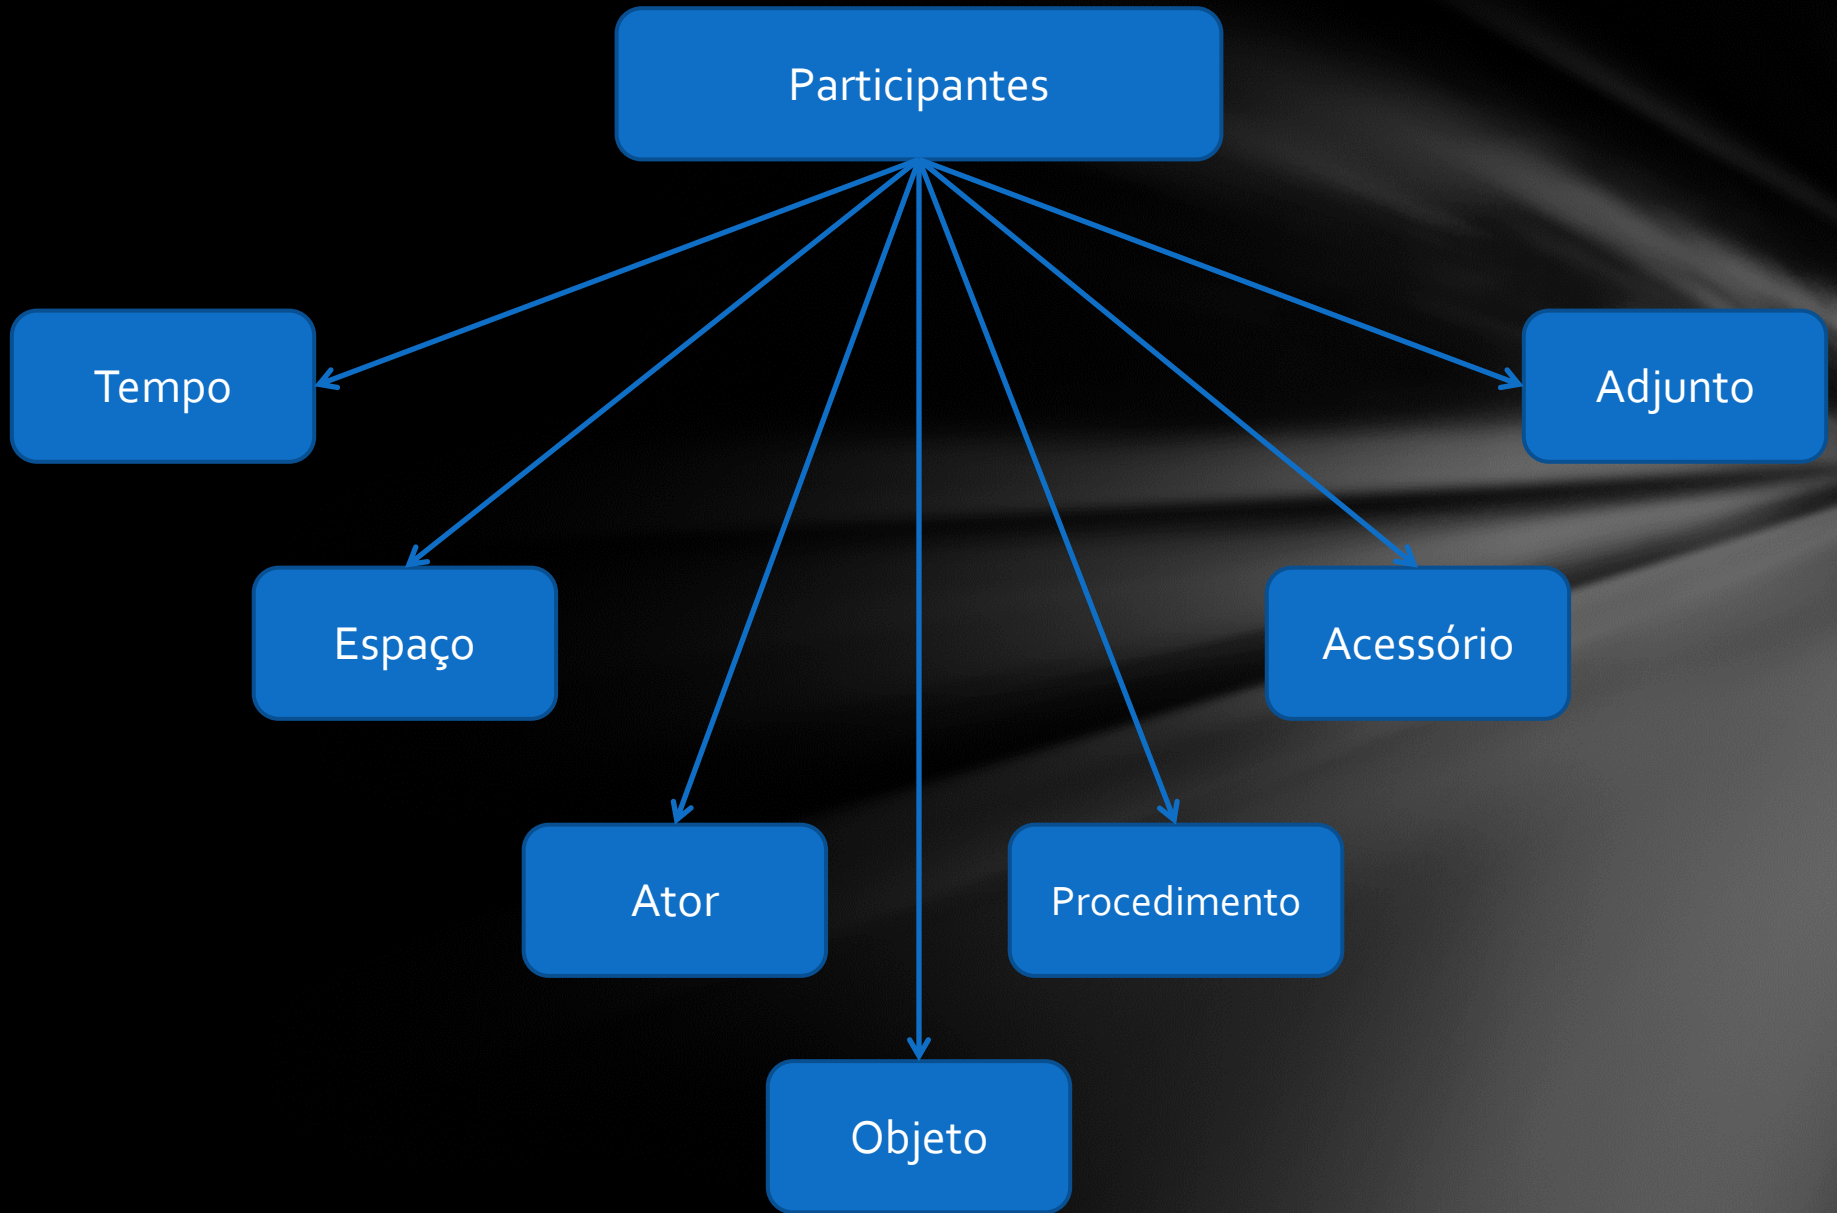 Participantes
Tempo
Adjunto
Espaço
Acessório
Ator
Procedimento
Objeto